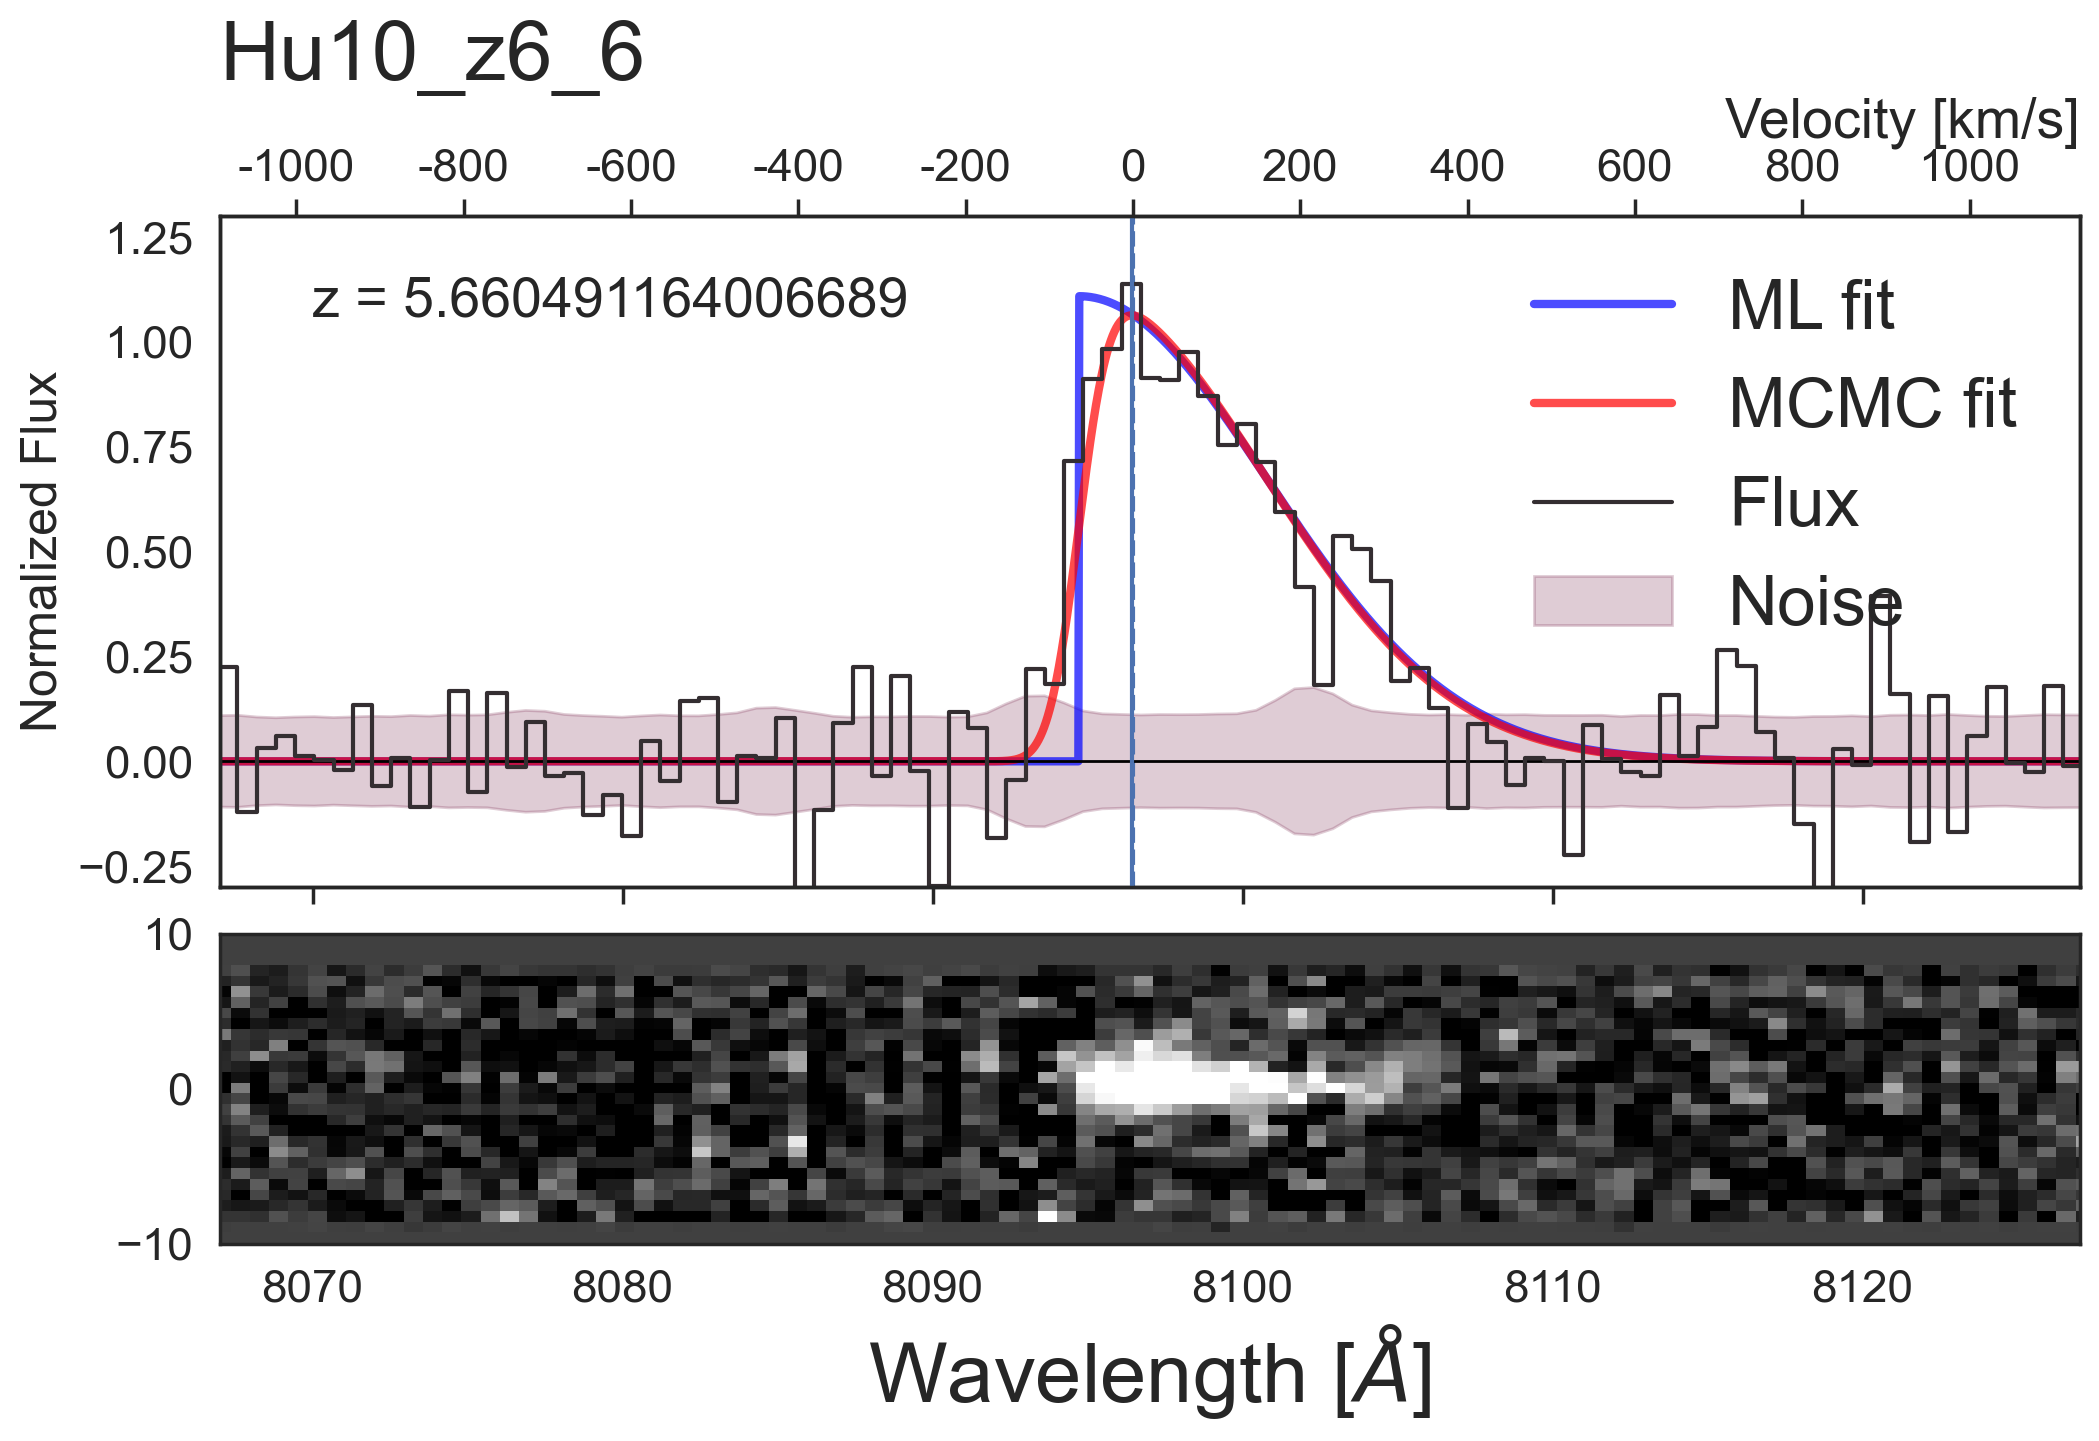 Hu10_z6_6
Velocity [km/s]
-1000 -800 -600 -400 -200 0 200 400 600 800 1000
1.25
1.00
0.75
0.50
0.25
0.00
−0.25
Normalized Flux
z = 5.660491164006689
ML fit
MCMC fit
Flux
Noise
10
0
−10
8070 8080 8090 8100 8110 8120
Wavelength [Å]